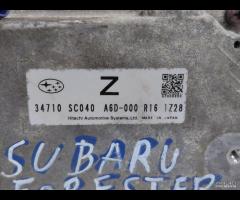 Z
34710 SC040 A6D-000 R16 1Z28
Hitachi Automotive Systems,Ltd. MADE IN JAPAN
SUBARU
FORESTER